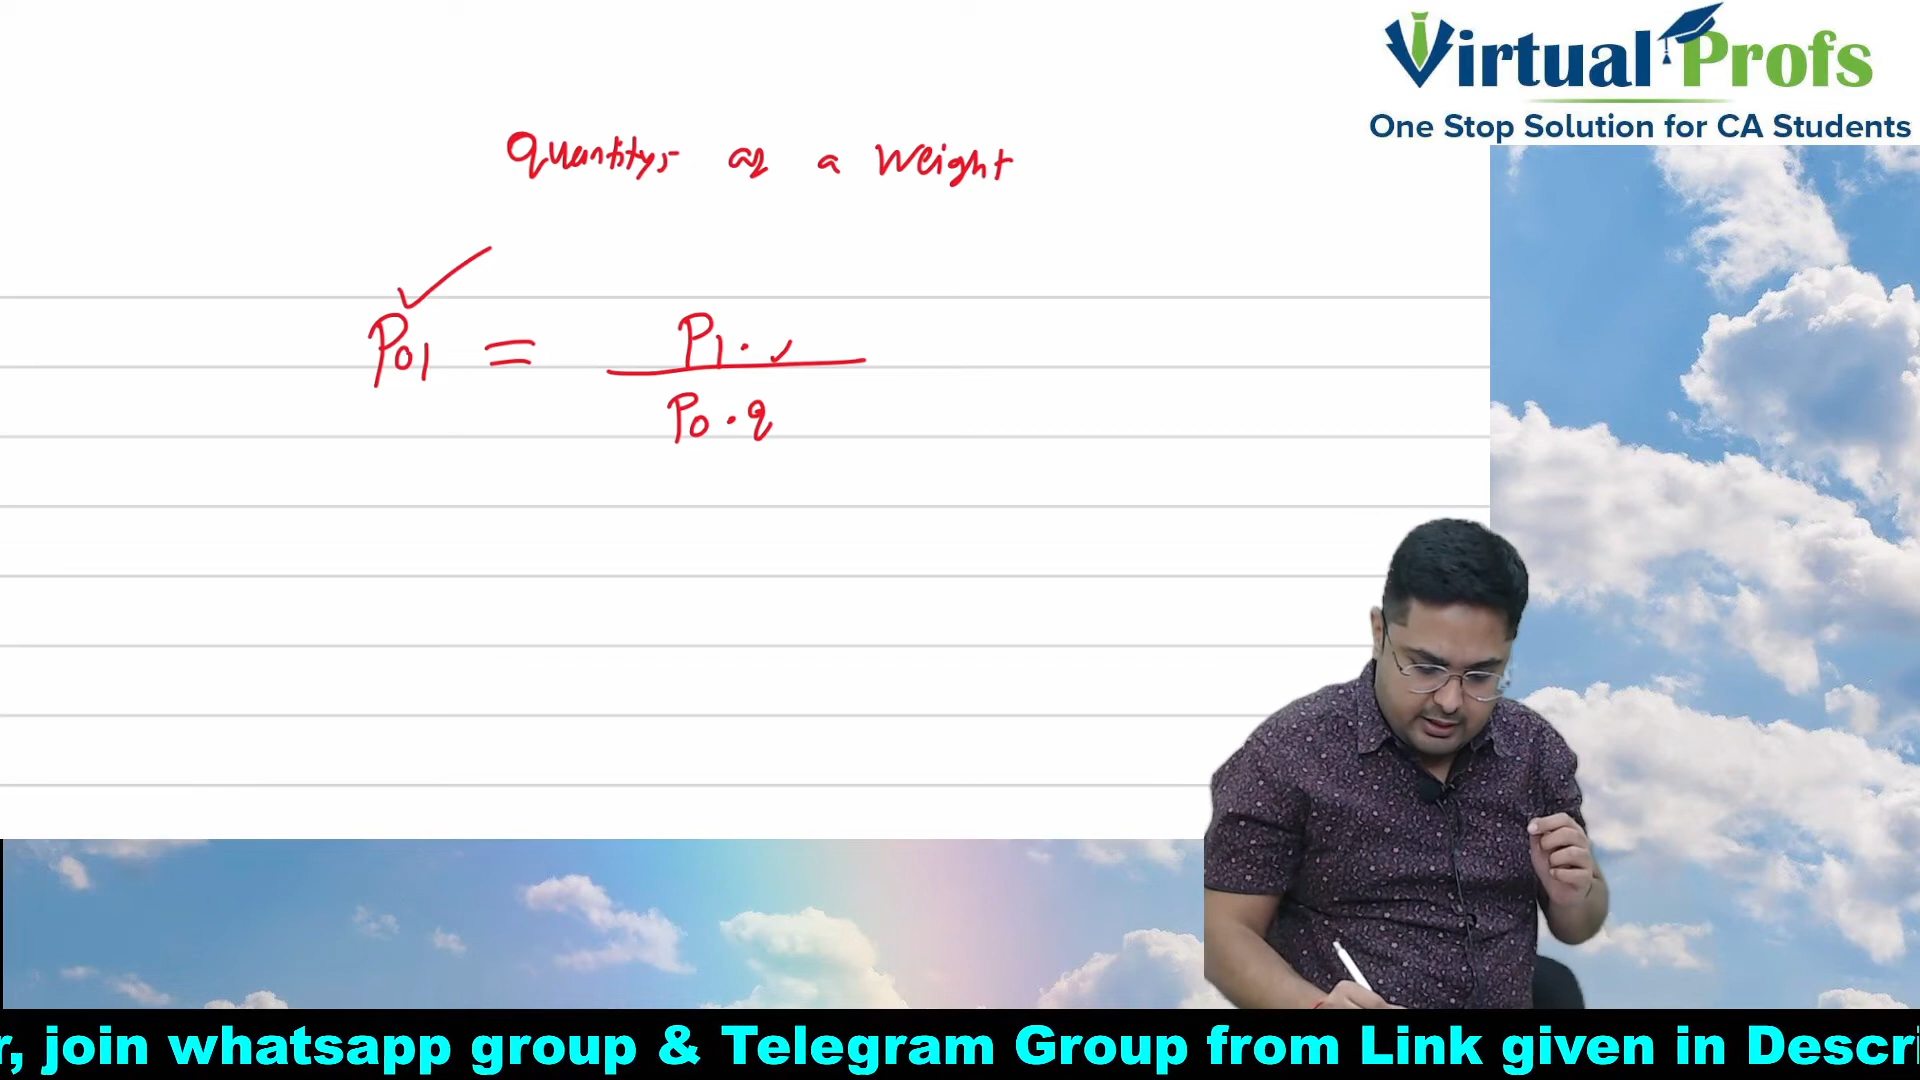 Virtual Profs
One Stop Solution for CA Students
Quantity as a Weight
P01 = P1 .
P0 . q
r, join whatsapp group & Telegram Group from Link given in Descri